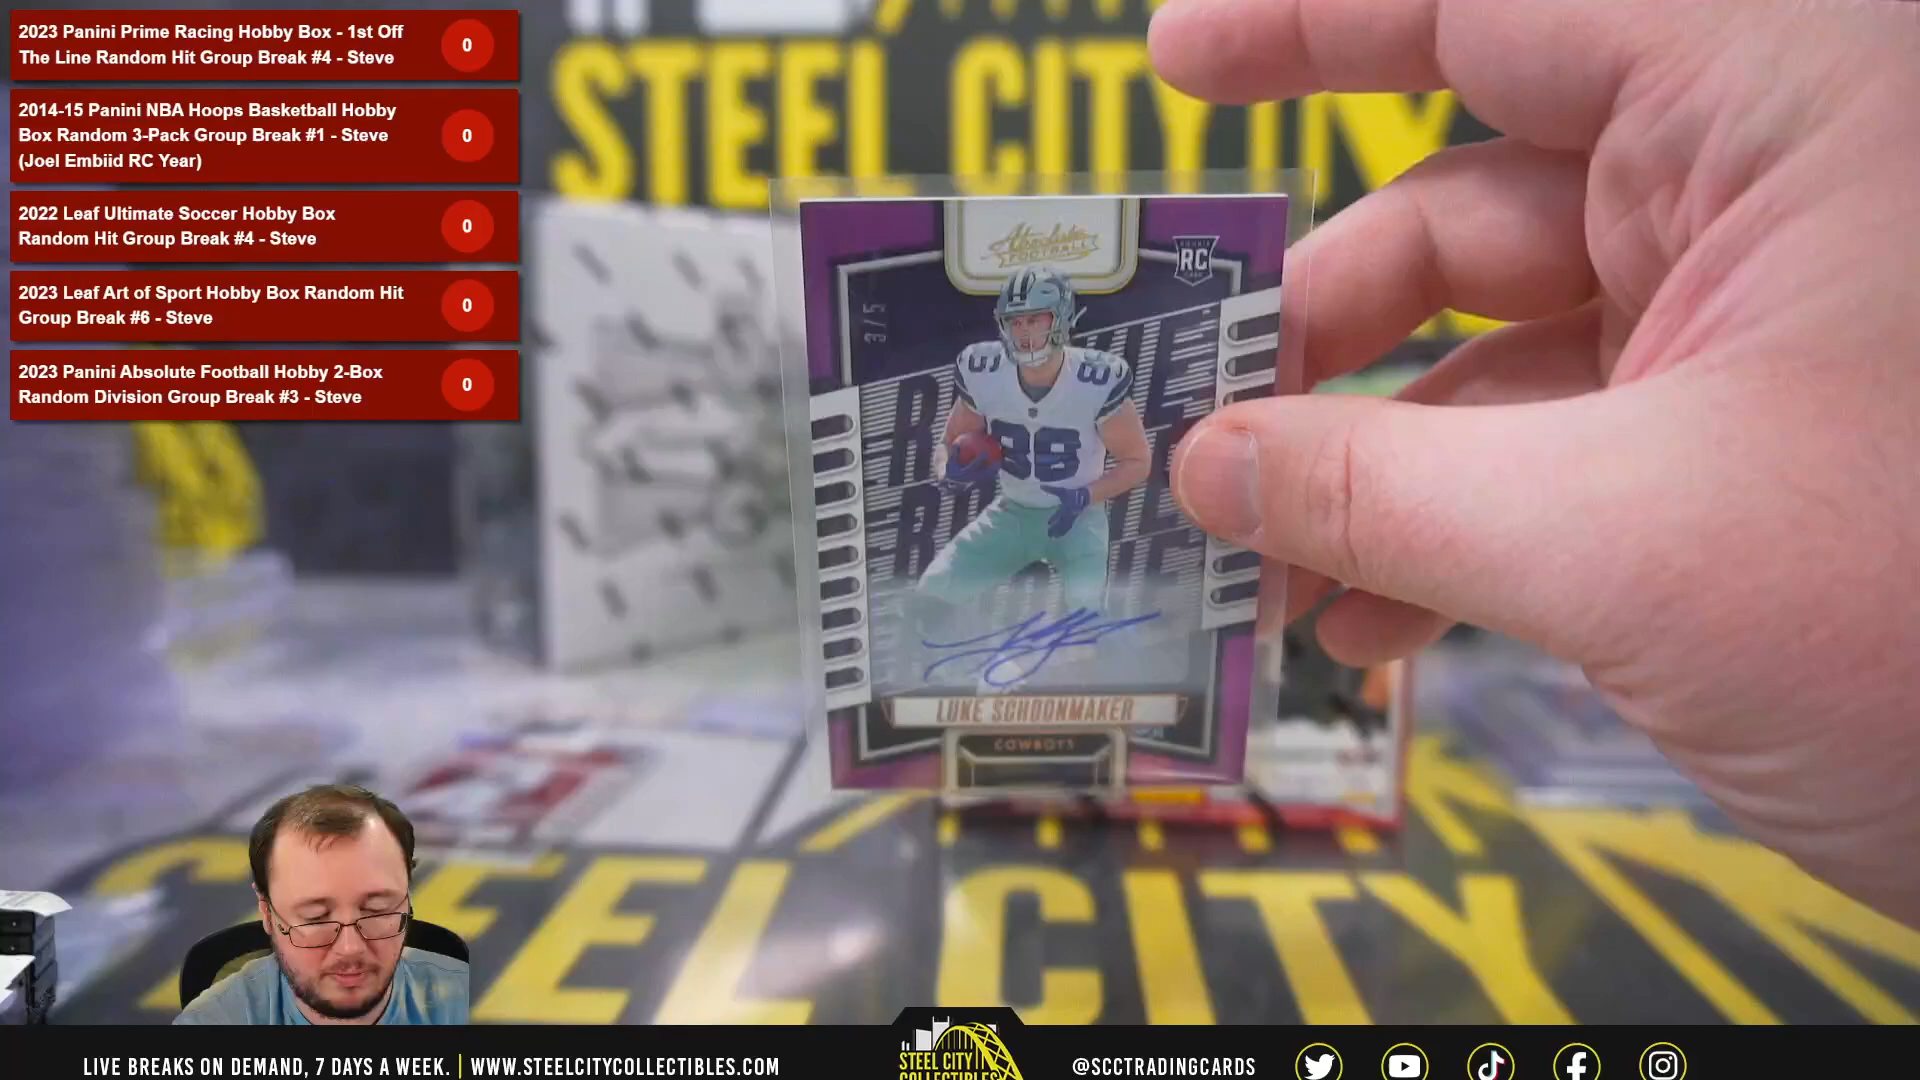 2023 Panini Prime Racing Hobby Box - 1st Off
The Line Random Hit Group Break #4 - Steve
0
2014-15 Panini NBA Hoops Basketball Hobby
Box Random 3-Pack Group Break #1 - Steve
(Joel Embiid RC Year)
0
2022 Leaf Ultimate Soccer Hobby Box
Random Hit Group Break #4 - Steve
0
2023 Leaf Art of Sport Hobby Box Random Hit
Group Break #6 - Steve
0
2023 Panini Absolute Football Hobby 2-Box
Random Division Group Break #3 - Steve
0
STEEL CITY
Absolute
FOOTBALL
ROOKIE
RC
CARD
3/5
86
LUKE SCHOONMAKER
COWBOYS
STEEL CITY
LIVE BREAKS ON DEMAND, 7 DAYS A WEEK. | WWW.STEELCITYCOLLECTIBLES.COM
STEEL CITY
COLLECTIBLES
@SCCTRADINGCARDS